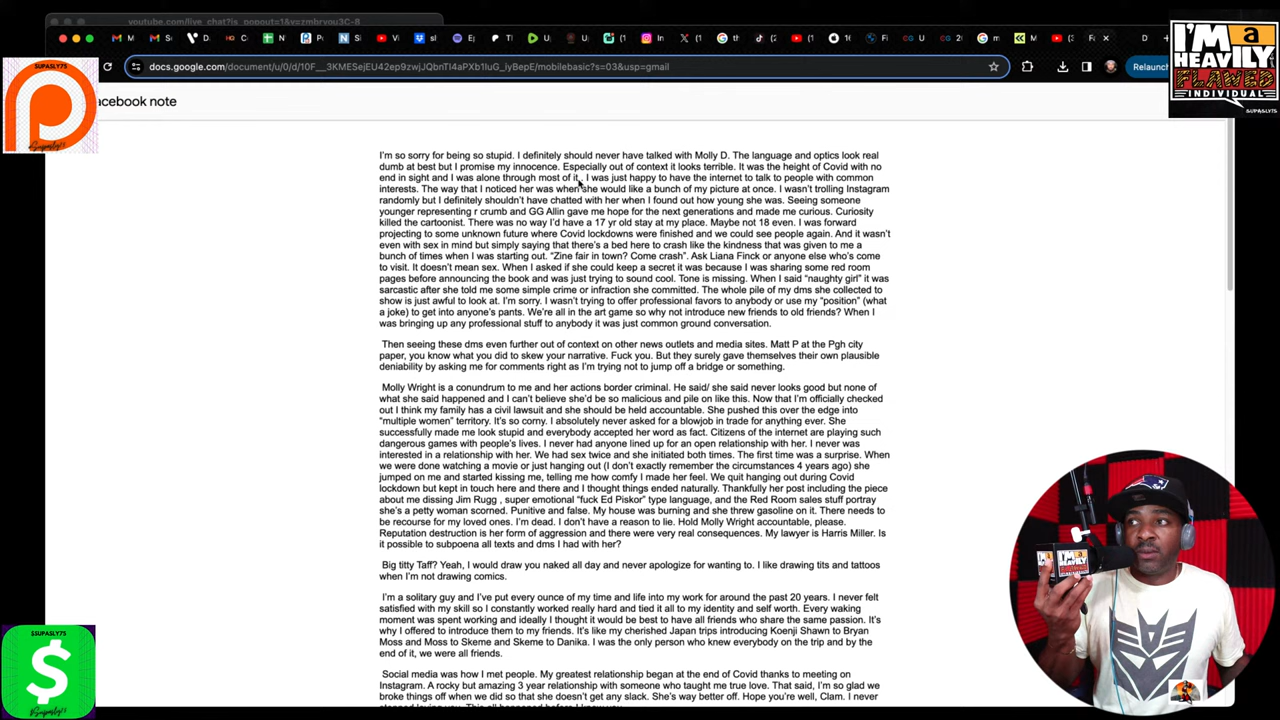 youtube.com/live_chat?is_popout=1&v=zmbrvou3C-8
docs.google.com/document/u/0/d/10F___3KMESejEU42ep9zwjJQbnTI4aPXb1IuG_iyBepE/mobilebasic?s=03&usp=gmail
Relaunch
SUPASLY75
acebook note
I'M a
HEAVILY
FLAWED
INDIVIDUAL
SUPASLY75
I'm so sorry for being so stupid. I definitely should never have talked with Molly D. The language and optics look real
dumb at best but I promise my innocence. Especially out of context it looks terrible. It was the height of Covid with no
end in sight and I was alone through most of it. I was just happy to have the internet to talk to people with common
interests. The way that I noticed her was when she would like a bunch of my picture at once. I wasn't trolling Instagram
randomly but I definitely shouldn't have chatted with her when I found out how young she was. Seeing someone
younger representing r crumb and GG Allin gave me hope for the next generations and made me curious. Curiosity
killed the cartoonist. There was no way I'd have a 17 yr old stay at my place. Maybe not 18 even. I was forward
projecting to some unknown future where Covid lockdowns were finished and we could see people again. And it wasn't
even with sex in mind but simply saying that there's a bed here to crash like the kindness that was given to me a
bunch of times when I was starting out. "Zine fair in town? Come crash". Ask Liana Finck or anyone else who's come
to visit. It doesn't mean sex. When I asked if she could keep a secret it was because I was sharing some red room
pages before announcing the book and was just trying to sound cool. Tone is missing. When I said "naughty girl" it was
sarcastic after she told me some simple crime or infraction she committed. The whole pile of my dms she collected to
show is just awful to look at. I'm sorry. I wasn't trying to offer professional favors to anybody or use my "position" (what
a joke) to get into anyone's pants. We're all in the art game so why not introduce new friends to old friends? When I
was bringing up any professional stuff to anybody it was just common ground conversation.
Then seeing these dms even further out of context on other news outlets and media sites. Matt P at the Pgh city
paper, you know what you did to skew your narrative. Fuck you. But they surely gave themselves their own plausible
deniability by asking me for comments right as I'm trying not to jump off a bridge or something.
Molly Wright is a conundrum to me and her actions border criminal. He said/ she said never looks good but none of
what she said happened and I can't believe she'd be so malicious and pile on like this. Now that I'm officially checked
out I think my family has a civil lawsuit and she should be held accountable. She pushed this over the edge into
"multiple women" territory. It's so corny. I absolutely never asked for a blowjob in trade for anything ever. She
successfully made me look stupid and everybody accepted her word as fact. Citizens of the internet are playing such
dangerous games with people's lives. I never had anyone lined up for an open relationship with her. I never was
interested in a relationship with her. We had sex twice and she initiated both times. The first time was a surprise. When
we were done watching a movie or just hanging out (I don't exactly remember the circumstances 4 years ago) she
jumped on me and started kissing me, telling me how comfy I made her feel. We quit hanging out during Covid
lockdown but kept in touch here and there and I thought things ended naturally. Thankfully her post including the piece
about me dissing Jim Rugg , super emotional "fuck Ed Piskor" type language, and the Red Room sales stuff portray
she's a petty woman scorned. Punitive and false. My house was burning and she threw gasoline on it. There needs to
be recourse for my loved ones. I'm dead. I don't have a reason to lie. Hold Molly Wright accountable, please.
Reputation destruction is her form of aggression and there were very real consequences. My lawyer is Harris Miller. Is
it possible to subpoena all texts and dms I had with her?
Big titty Taff? Yeah, I would draw you naked all day and never apologize for wanting to. I like drawing tits and tattoos
when I'm not drawing comics.
I'm a solitary guy and I've put every ounce of my time and life into my work for around the past 20 years. I never felt
satisfied with my skill so I constantly worked really hard and tied it all to my identity and self worth. Every waking
moment was spent working and ideally I thought it would be best to have all friends who share the same passion. It's
why I offered to introduce them to my friends. It's like my cherished Japan trips introducing Koenji Shawn to Bryan
Moss and Moss to Skeme and Skeme to Danika. I was the only person who knew everybody on the trip and by the
end of it, we were all friends.
Social media was how I met people. My greatest relationship began at the end of Covid thanks to meeting on
Instagram. A rocky but amazing 3 year relationship with someone who taught me true love. That said, I'm so glad we
broke things off when we did so that she doesn't get any slack. She's way better off. Hope you're well, Clam. I never
$SUPASLY75